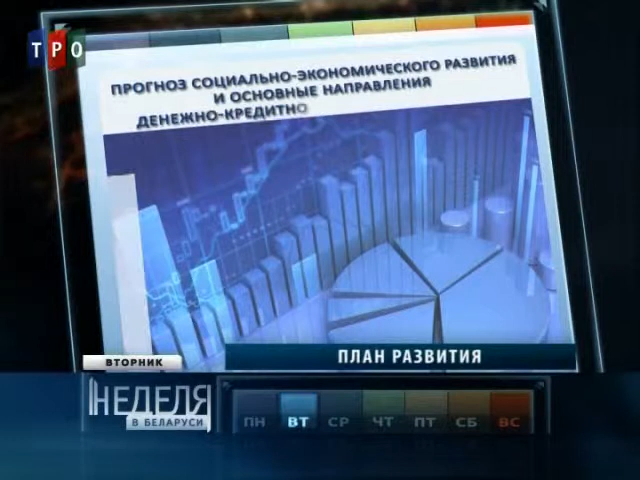 ТРО
ПРОГНОЗ СОЦИАЛЬНО-ЭКОНОМИЧЕСКОГО РАЗВИТИЯ
И ОСНОВНЫЕ НАПРАВЛЕНИЯ
ДЕНЕЖНО-КРЕДИТНО
ПЛАН РАЗВИТИЯ
ВТОРНИК
НЕДЕЛЯ
В БЕЛАРУСИ
ПН ВТ СР ЧТ ПТ СБ ВС